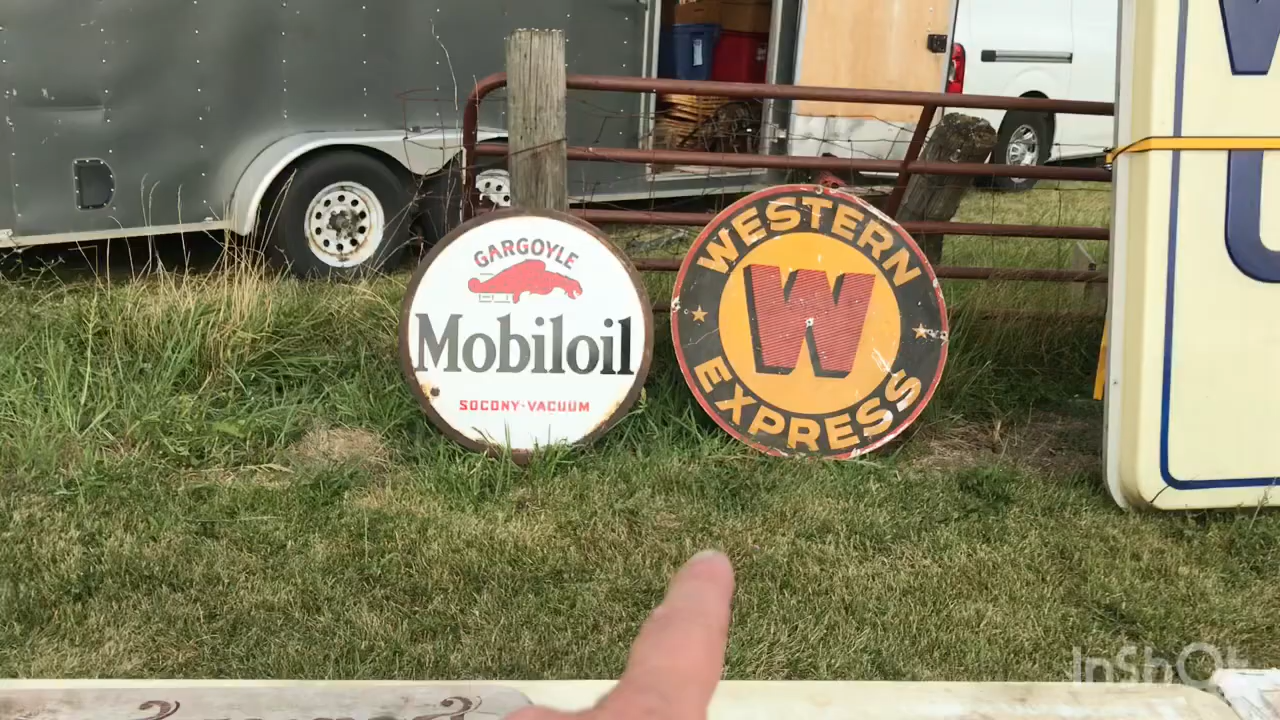 GARGOYLE
Mobiloil
SOCONY-VACUUM
WESTERN
W
EXPRESS
InShOt